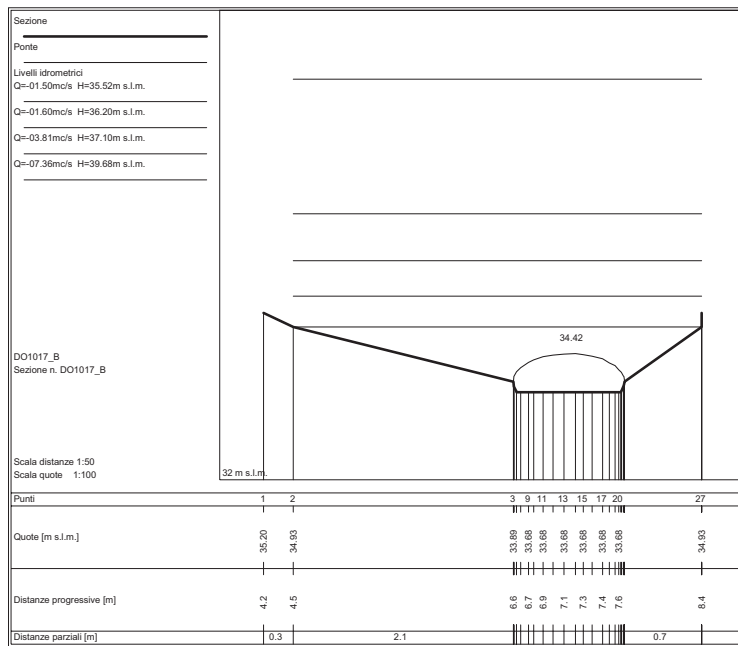 Sezione
Ponte
Livelli idrometrici
Q=-01.50mc/s H=35.52m s.l.m.
Q=-01.60mc/s H=36.20m s.l.m.
Q=-03.81mc/s H=37.10m s.l.m.
Q=-07.36mc/s H=39.68m s.l.m.
34.42
DO1017_B
Sezione n. DO1017_B
Scala distanze 1:50
Scala quote 1:100
32 m s.l.m.
Punti 1 2 3 9 11 13 15 17 20 27
Quote [m s.l.m.] 35.20 34.93 33.89 33.68 33.68 33.68 33.68 33.68 33.68 34.93
Distanze progressive [m] 4.2 4.5 6.6 6.7 6.9 7.1 7.3 7.4 7.6 8.4
Distanze parziali [m] 0.3 2.1 0.7